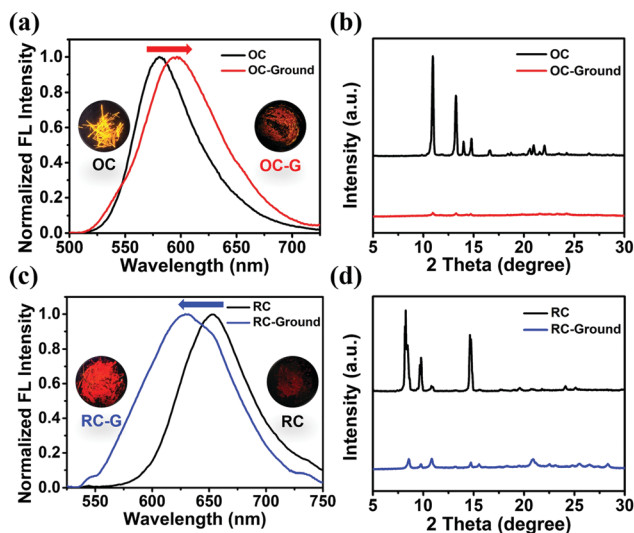 (a)
Normalized FL Intensity
1.0
0.8
0.6
0.4
0.2
0.0
OC
OC-Ground
OC
OC-G
500 550 600 650 700
Wavelength (nm)
(b)
Intensity (a.u.)
OC
OC-Ground
5 10 15 20 25 30
2 Theta (degree)
(c)
Normalized FL Intensity
1.0
0.8
0.6
0.4
0.2
0.0
RC
RC-Ground
RC-G
RC
550 600 650 700 750
Wavelength (nm)
(d)
Intensity (a.u.)
RC
RC-Ground
5 10 15 20 25 30
2 Theta (degree)